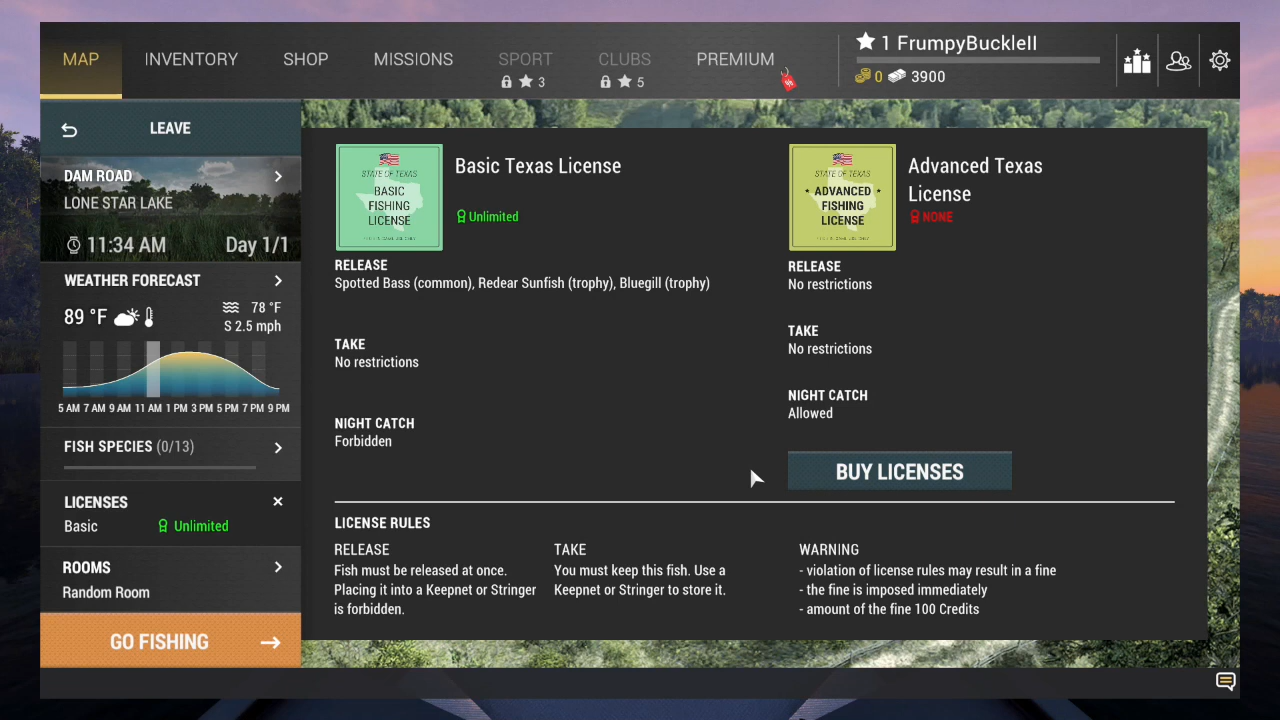 MAP INVENTORY SHOP MISSIONS SPORT CLUBS PREMIUM
3 5
1 FrumpyBuckleII
0 3900
LEAVE
DAM ROAD
LONE STAR LAKE
11:34 AM Day 1/1
WEATHER FORECAST
89 °F 78 °F
S 2.5 mph
5 AM 7 AM 9 AM 11 AM 1 PM 3 PM 5 PM 7 PM 9 PM
FISH SPECIES (0/13)
LICENSES
Basic Unlimited
ROOMS
Random Room
GO FISHING
STATE OF TEXAS
BASIC
FISHING
LICENSE
Basic Texas License
Unlimited
RELEASE
Spotted Bass (common), Redear Sunfish (trophy), Bluegill (trophy)
TAKE
No restrictions
NIGHT CATCH
Forbidden
STATE OF TEXAS
ADVANCED
FISHING
LICENSE
Advanced Texas
License
NONE
RELEASE
No restrictions
TAKE
No restrictions
NIGHT CATCH
Allowed
BUY LICENSES
LICENSE RULES
RELEASE
Fish must be released at once.
Placing it into a Keepnet or Stringer
is forbidden.
TAKE
You must keep this fish. Use a
Keepnet or Stringer to store it.
WARNING
- violation of license rules may result in a fine
- the fine is imposed immediately
- amount of the fine 100 Credits